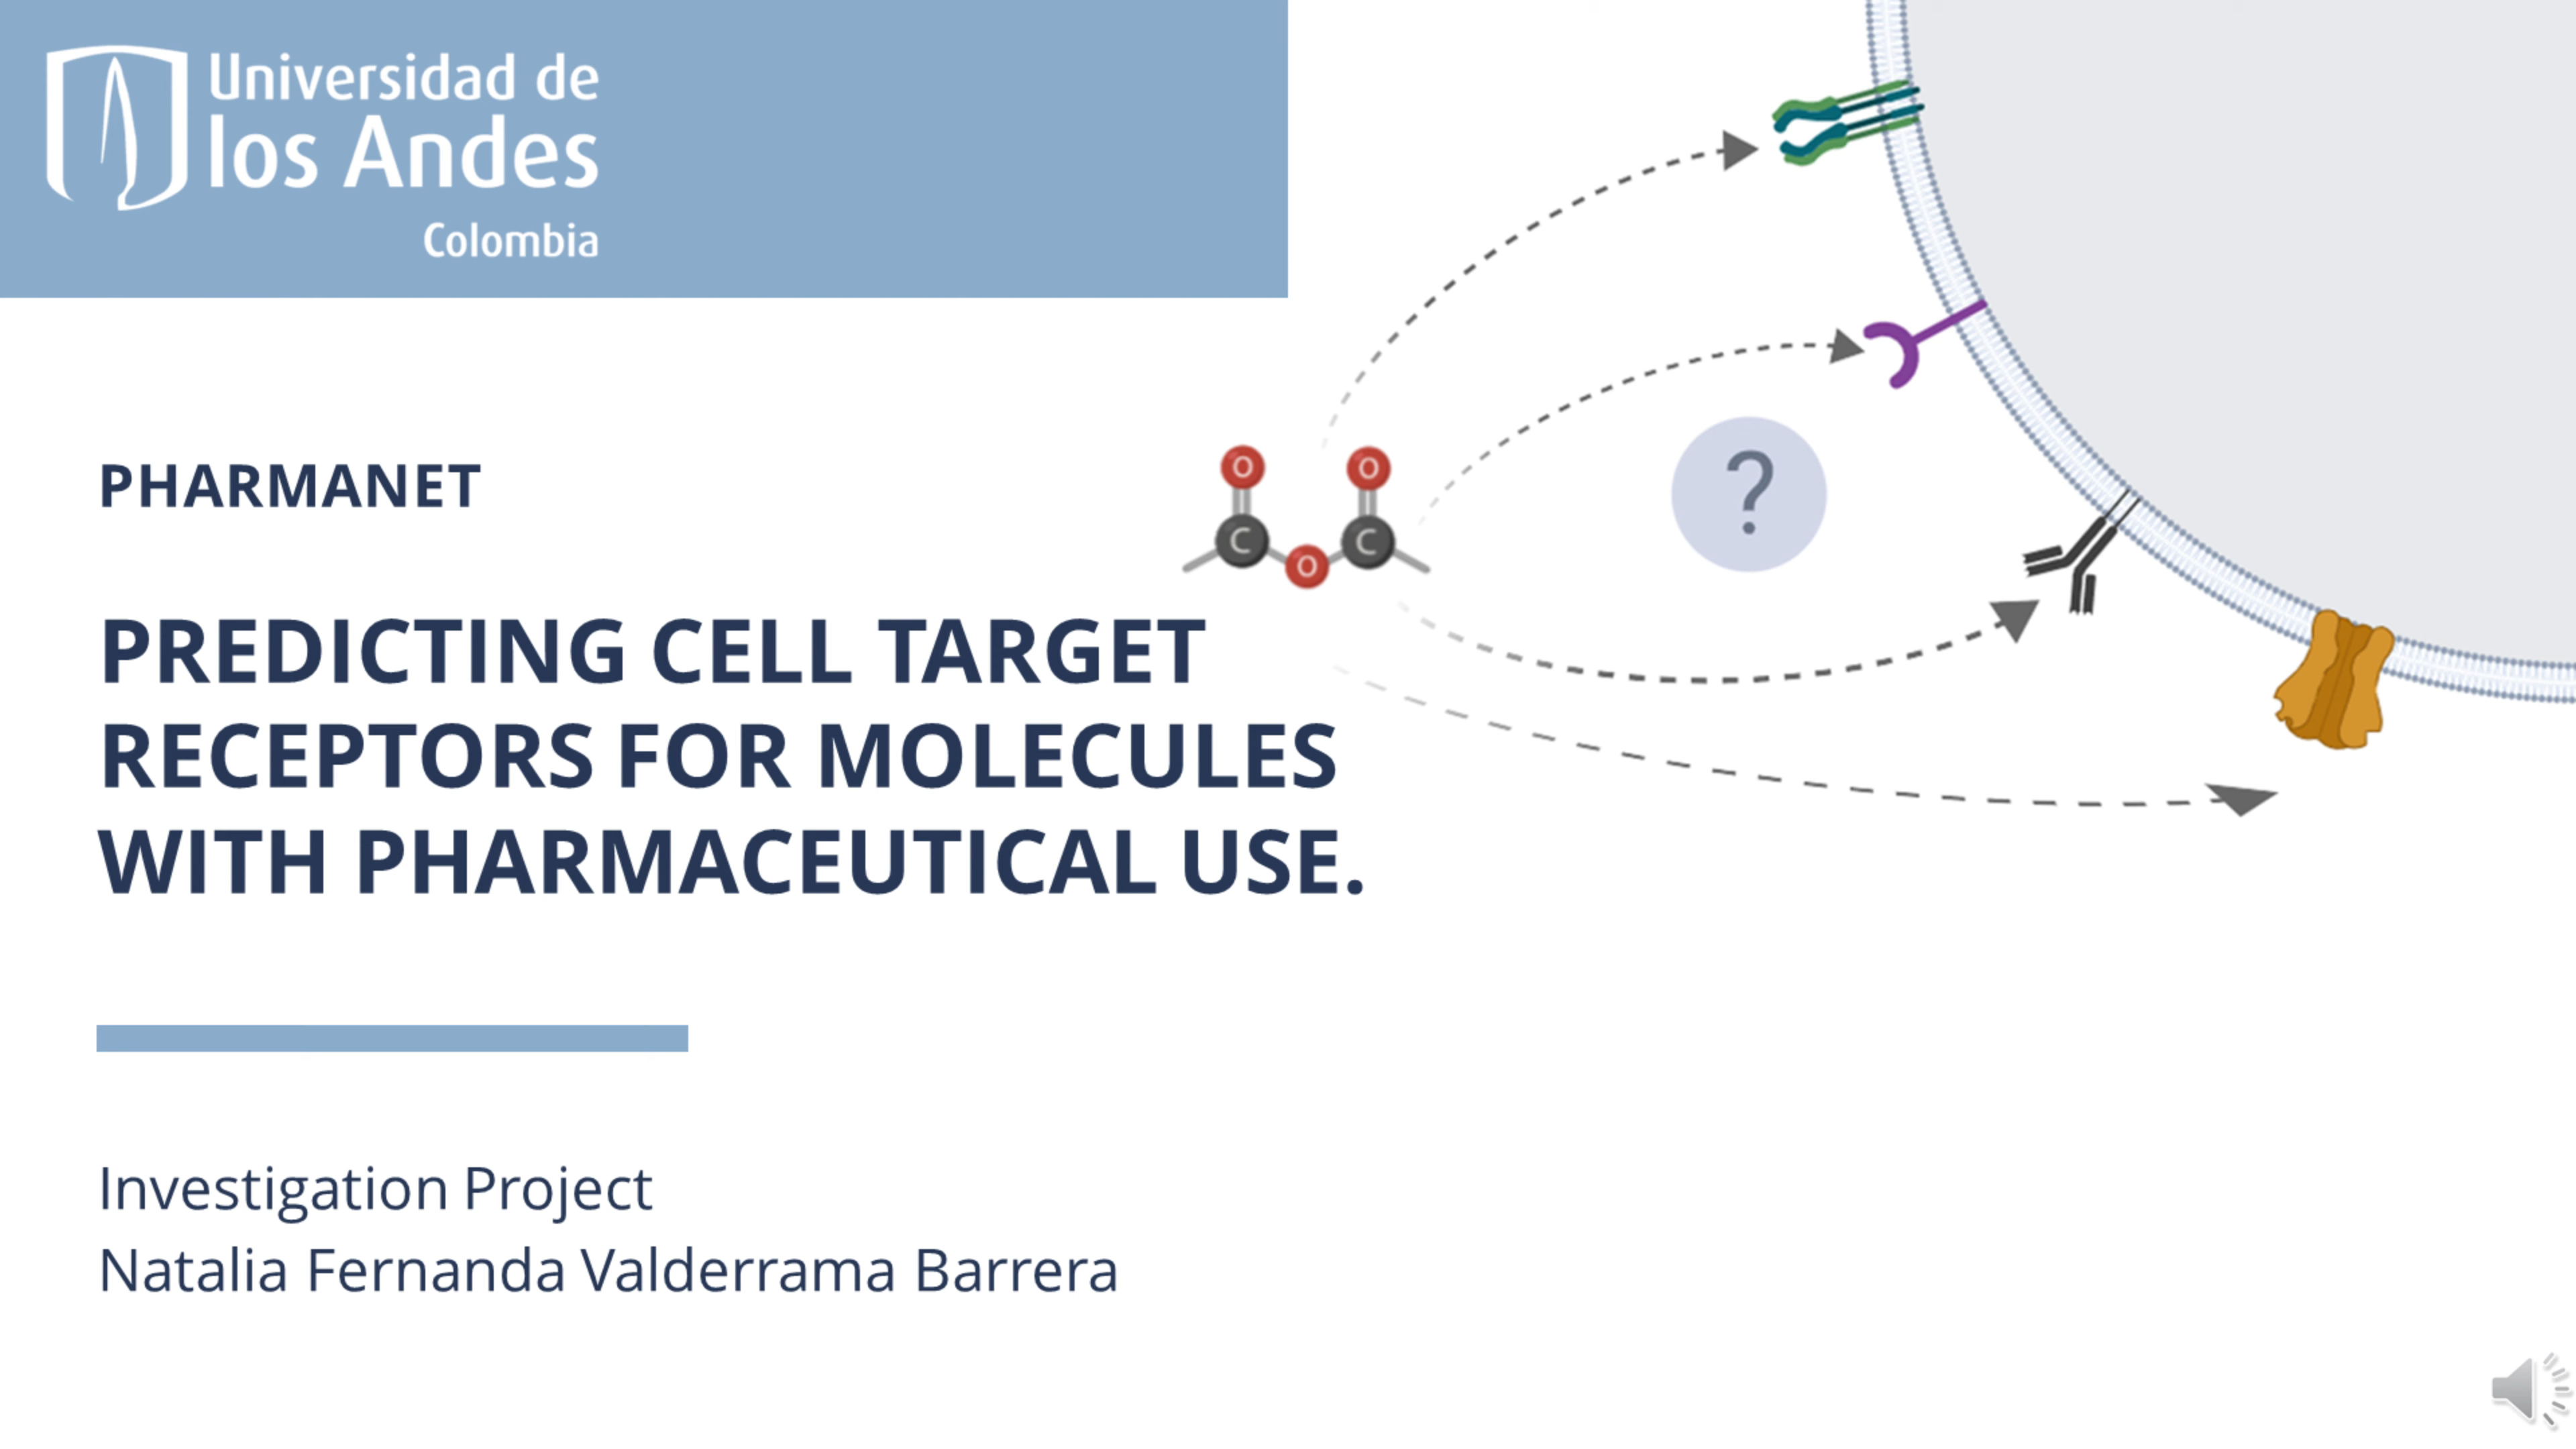 Universidad de
los Andes
Colombia
PHARMANET
PREDICTING CELL TARGET
RECEPTORS FOR MOLECULES
WITH PHARMACEUTICAL USE.
O O
C C
O
?
Investigation Project
Natalia Fernanda Valderrama Barrera